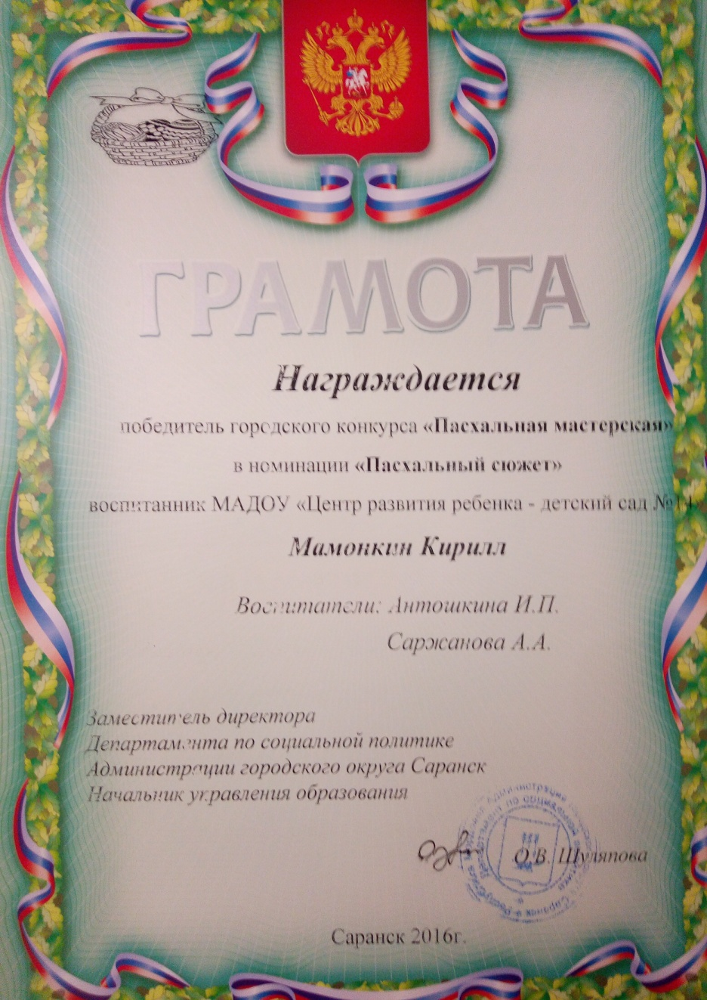 ГРАМОТА
Награждается
победитель городского конкурса «Пасхальная мастерская»
в номинации «Пасхальный сюжет»
воспитанник МАДОУ «Центр развития ребенка - детский сад №14»
Мамонкин Кирилл
Воспитатели: Антошкина И.П.
Саржанова А.А.
Заместитель директора
Департамента по социальной политике
Администрации городского округа Саранск
Начальник управления образования
О.В. Шуляпова
Саранск 2016г.